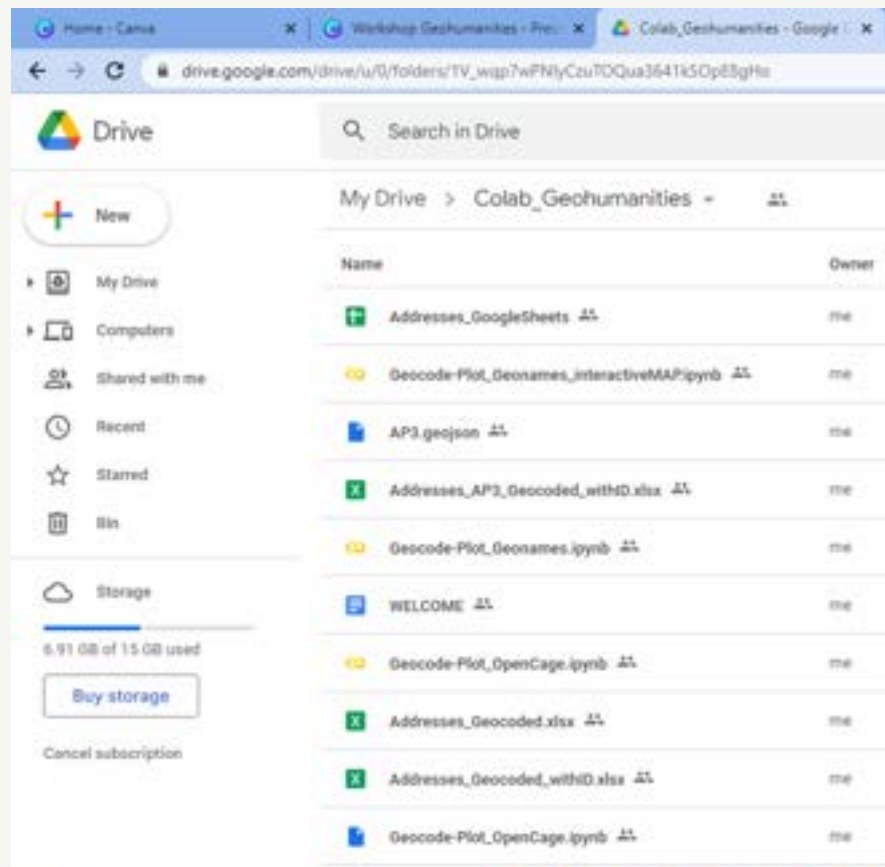 Home - Canva
Workshop Geohumanities - Pre
Colab_Geohumanities - Google
drive.google.com/drive/u/0/folders/
Drive
Search in Drive
New
My Drive > Colab_Geohumanities
Name Owner
My Drive
Computers
Shared with me
Recent
Starred
Bin
Storage
6.91 GB of 15 GB used
Buy storage
Cancel subscription
Addresses_GoogleSheets me
Geocode-Plot_Geonames_interactiveMAP.ipynb me
AP3.geojson me
Addresses_AP3_Geocoded_withID.xlsx me
Geocode-Plot_Geonames.ipynb me
WELCOME me
Geocode-Plot_OpenCage.ipynb me
Addresses_Geocoded.xlsx me
Addresses_Geocoded_withID.xlsx me
Geocode-Plot_OpenCage.ipynb me